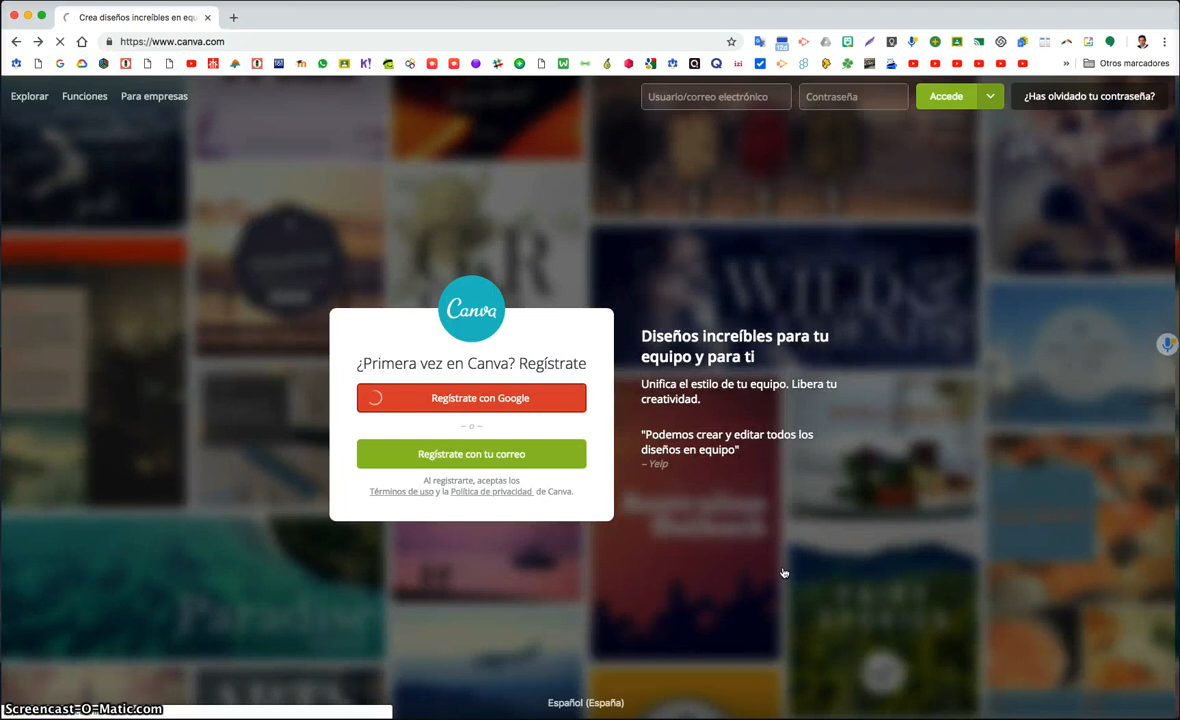 Crea diseños increíbles en equ
https://www.canva.com
Otros marcadores
Explorar
Funciones
Para empresas
Usuario/correo electrónico
Contraseña
Accede
¿Has olvidado tu contraseña?
Canva
¿Primera vez en Canva? Regístrate
Regístrate con Google
– o –
Regístrate con tu correo
Al registrarte, aceptas los
Términos de uso y la Política de privacidad de Canva.
Diseños increíbles para tu
equipo y para ti
Unifica el estilo de tu equipo. Libera tu
creatividad.
"Podemos crear y editar todos los
diseños en equipo"
– Yelp
WILD &
Paradise
Español (España)
Screencast-O-Matic.com